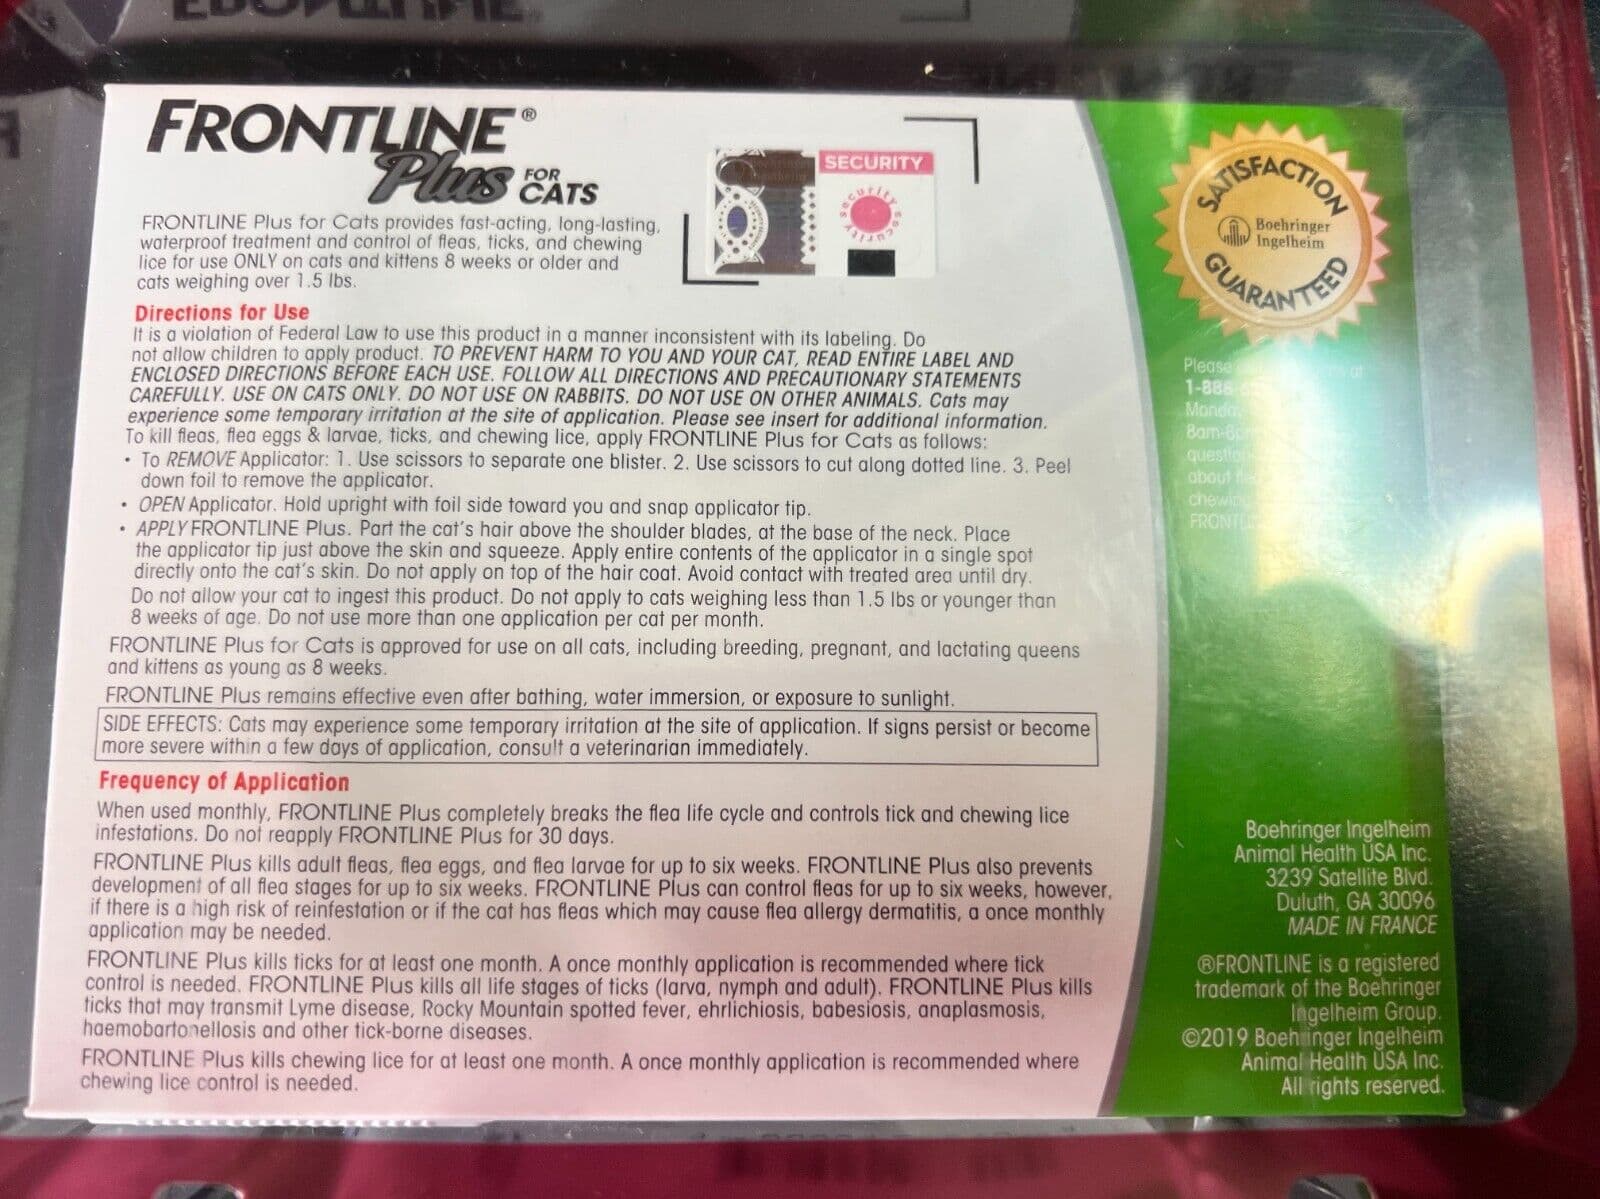 FRONTLINE®
Plus FOR
CATS
FRONTLINE Plus for Cats provides fast-acting, long-lasting,
waterproof treatment and control of fleas, ticks, and chewing
lice for use ONLY on cats and kittens 8 weeks or older and
cats weighing over 1.5 lbs.
SECURITY
security security
Boehringer
Ingelheim
SATISFACTION
Boehringer
Ingelheim
GUARANTEED
Directions for Use
It is a violation of Federal Law to use this product in a manner inconsistent with its labeling. Do
not allow children to apply product. TO PREVENT HARM TO YOU AND YOUR CAT, READ ENTIRE LABEL AND
ENCLOSED DIRECTIONS BEFORE EACH USE. FOLLOW ALL DIRECTIONS AND PRECAUTIONARY STATEMENTS
CAREFULLY. USE ON CATS ONLY. DO NOT USE ON RABBITS. DO NOT USE ON OTHER ANIMALS. Cats may
experience some temporary irritation at the site of application. Please see insert for additional information.
To kill fleas, flea eggs & larvae, ticks, and chewing lice, apply FRONTLINE Plus for Cats as follows:
• To REMOVE Applicator: 1. Use scissors to separate one blister. 2. Use scissors to cut along dotted line. 3. Peel
down foil to remove the applicator.
• OPEN Applicator. Hold upright with foil side toward you and snap applicator tip.
• APPLY FRONTLINE Plus. Part the cat's hair above the shoulder blades, at the base of the neck. Place
the applicator tip just above the skin and squeeze. Apply entire contents of the applicator in a single spot
directly onto the cat's skin. Do not apply on top of the hair coat. Avoid contact with treated area until dry.
Do not allow your cat to ingest this product. Do not apply to cats weighing less than 1.5 lbs or younger than
8 weeks of age. Do not use more than one application per cat per month.
FRONTLINE Plus for Cats is approved for use on all cats, including breeding, pregnant, and lactating queens
and kittens as young as 8 weeks.
FRONTLINE Plus remains effective even after bathing, water immersion, or exposure to sunlight.
SIDE EFFECTS: Cats may experience some temporary irritation at the site of application. If signs persist or become
more severe within a few days of application, consult a veterinarian immediately.
Frequency of Application
When used monthly, FRONTLINE Plus completely breaks the flea life cycle and controls tick and chewing lice
infestations. Do not reapply FRONTLINE Plus for 30 days.
FRONTLINE Plus kills adult fleas, flea eggs, and flea larvae for up to six weeks. FRONTLINE Plus also prevents
development of all flea stages for up to six weeks. FRONTLINE Plus can control fleas for up to six weeks, however,
if there is a high risk of reinfestation or if the cat has fleas which may cause flea allergy dermatitis, a once monthly
application may be needed.
FRONTLINE Plus kills ticks for at least one month. A once monthly application is recommended where tick
control is needed. FRONTLINE Plus kills all life stages of ticks (larva, nymph and adult). FRONTLINE Plus kills
ticks that may transmit Lyme disease, Rocky Mountain spotted fever, ehrlichiosis, babesiosis, anaplasmosis,
haemobartonellosis and other tick-borne diseases.
FRONTLINE Plus kills chewing lice for at least one month. A once monthly application is recommended where
chewing lice control is needed.
Please at
1-888
8am-
about
Boehringer Ingelheim
Animal Health USA Inc.
3239 Satellite Blvd.
Duluth, GA 30096
MADE IN FRANCE
®FRONTLINE is a registered
trademark of the Boehringer
Ingelheim Group.
©2019 Boehringer Ingelheim
Animal Health USA Inc.
All rights reserved.